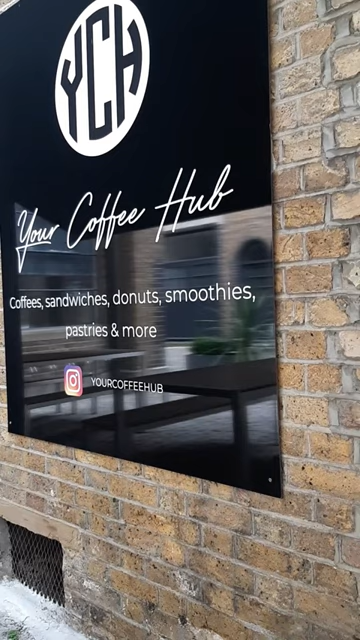 YCH
Your Coffee Hub
Coffees, sandwiches, donuts, smoothies,
pastries & more
YOURCOFFEEHUB